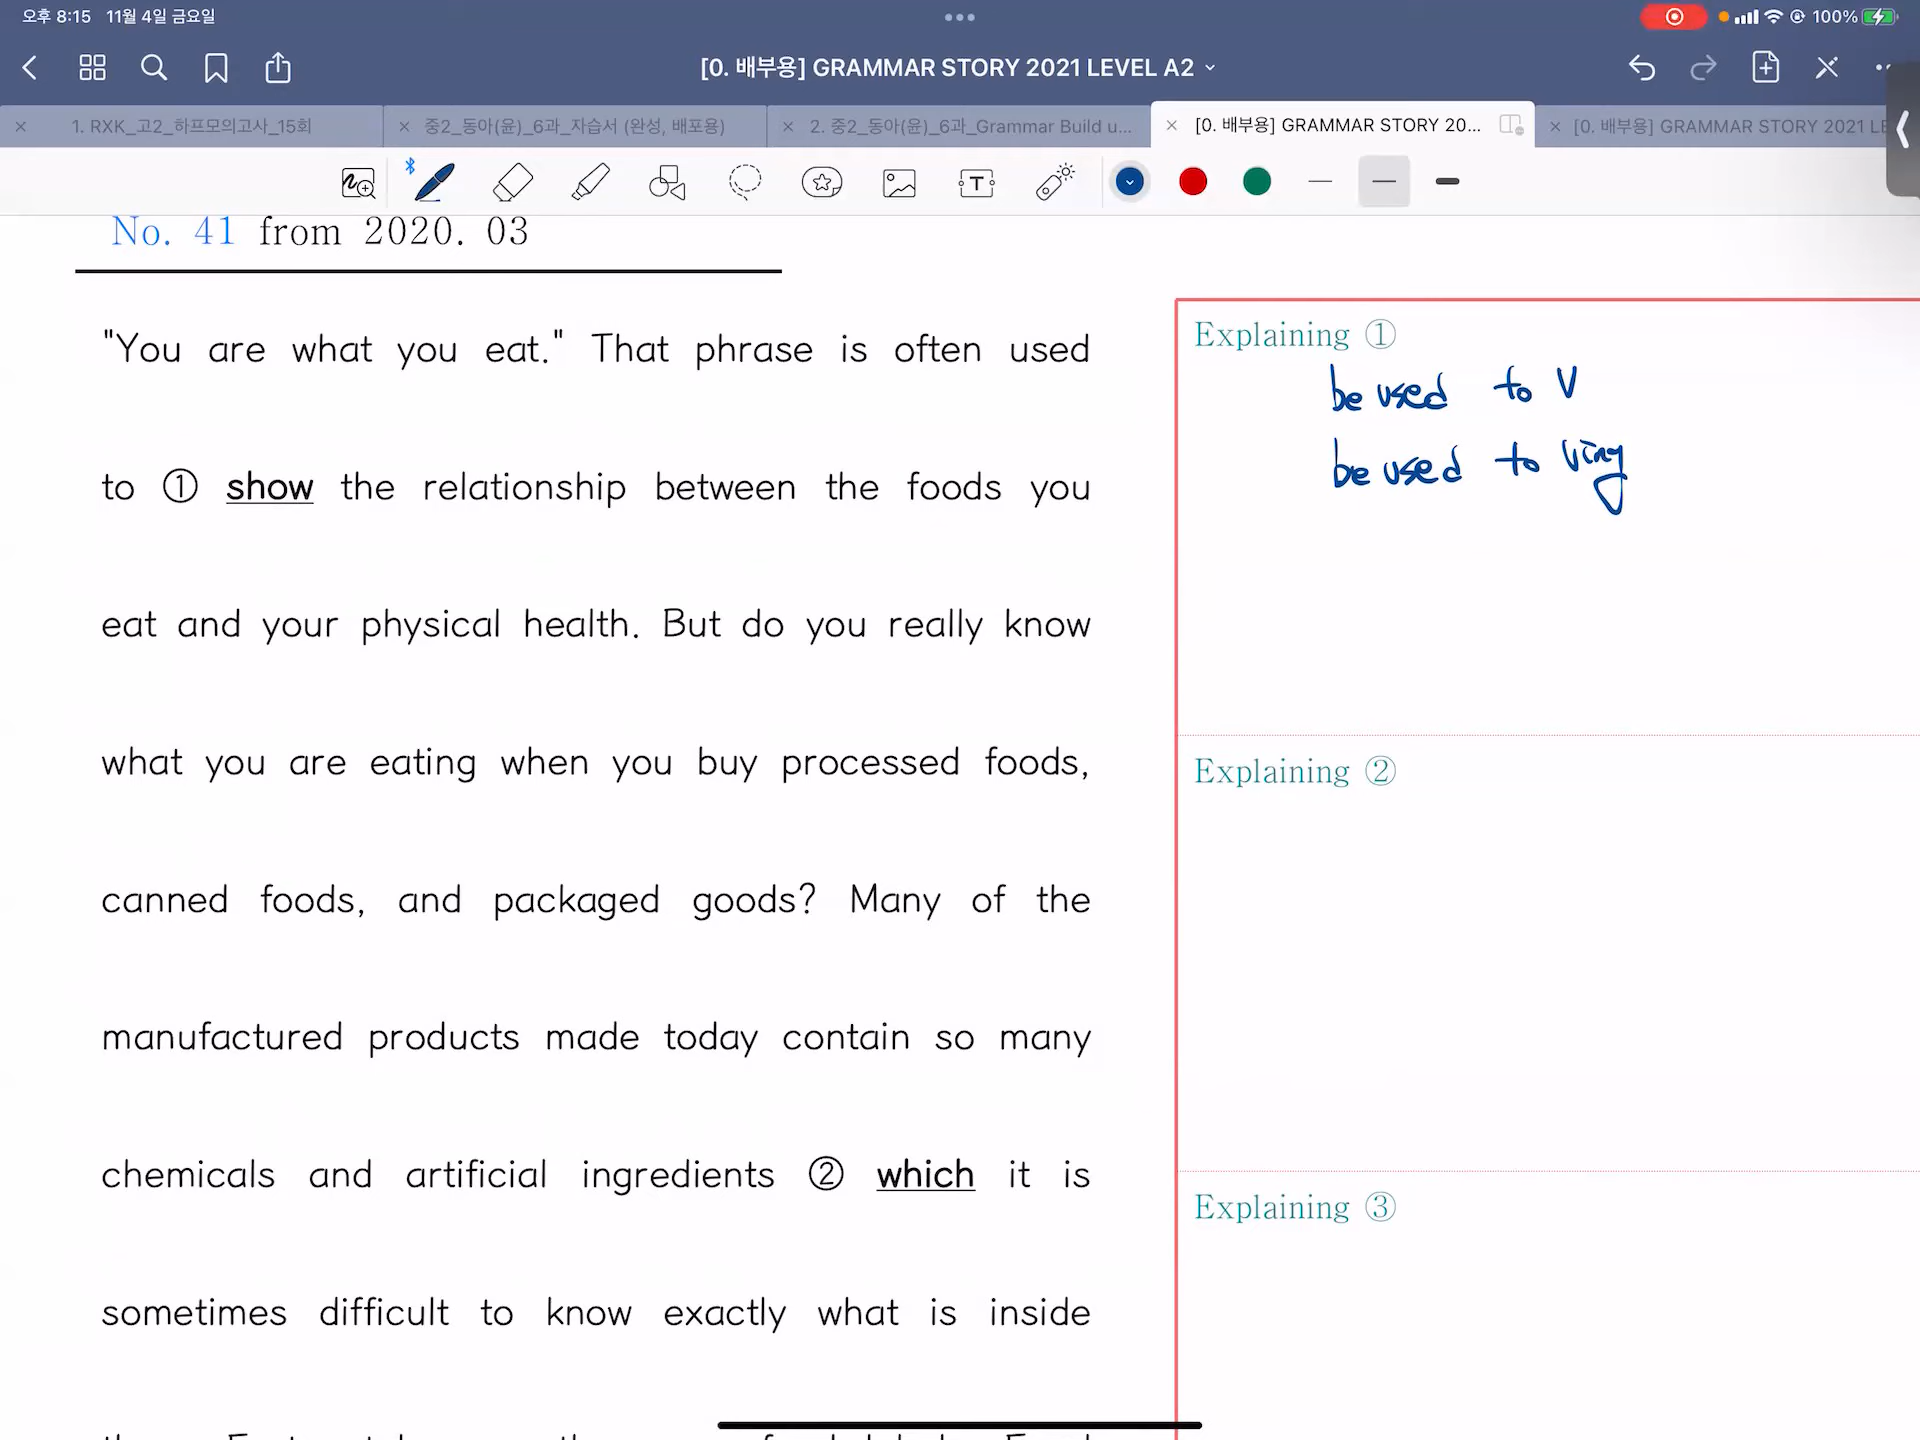 오후 8:15 11월 4일 금요일
100%
[0. 배부용] GRAMMAR STORY 2021 LEVEL A2
1. RXK_고2_하프모의고사_15회
중2_동아(윤)_6과_자습서 (완성, 배포용)
2. 중2_동아(윤)_6과_Grammar Build u...
[0. 배부용] GRAMMAR STORY 20...
[0. 배부용] GRAMMAR STORY 2021 LE
No. 41 from 2020. 03
"You are what you eat." That phrase is often used
to ① show the relationship between the foods you
eat and your physical health. But do you really know
what you are eating when you buy processed foods,
canned foods, and packaged goods? Many of the
manufactured products made today contain so many
chemicals and artificial ingredients ② which it is
sometimes difficult to know exactly what is inside
Explaining ①
be used to V
be used to Ving
Explaining ②
Explaining ③